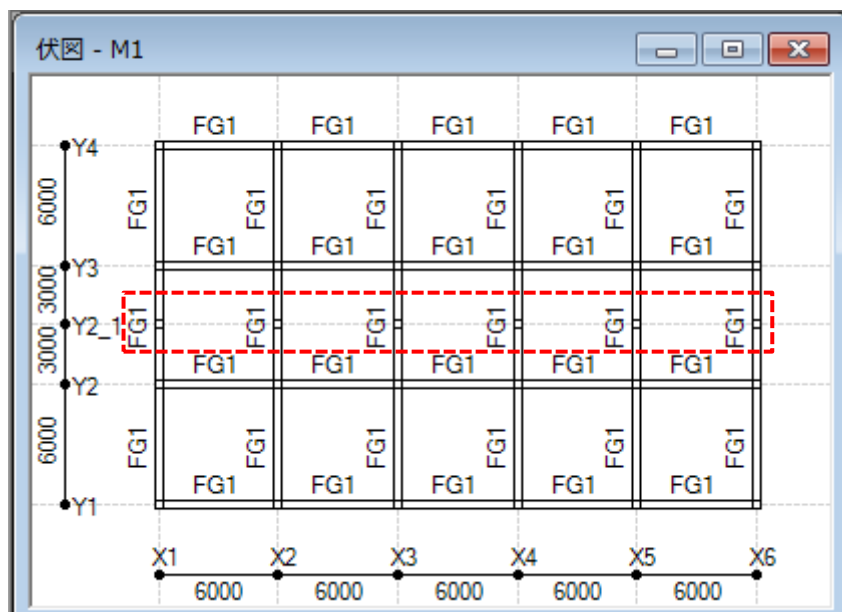 伏図 - M1
FG1 FG1 FG1 FG1 FG1
Y4
6000
FG1 FG1 FG1 FG1 FG1 FG1
FG1 FG1 FG1 FG1 FG1
Y3
3000
Y2_1
FG1 FG1 FG1 FG1 FG1 FG1
3000
FG1 FG1 FG1 FG1 FG1
Y2
6000
FG1 FG1 FG1 FG1 FG1 FG1
FG1 FG1 FG1 FG1 FG1
Y1
X1 X2 X3 X4 X5 X6
6000 6000 6000 6000 6000